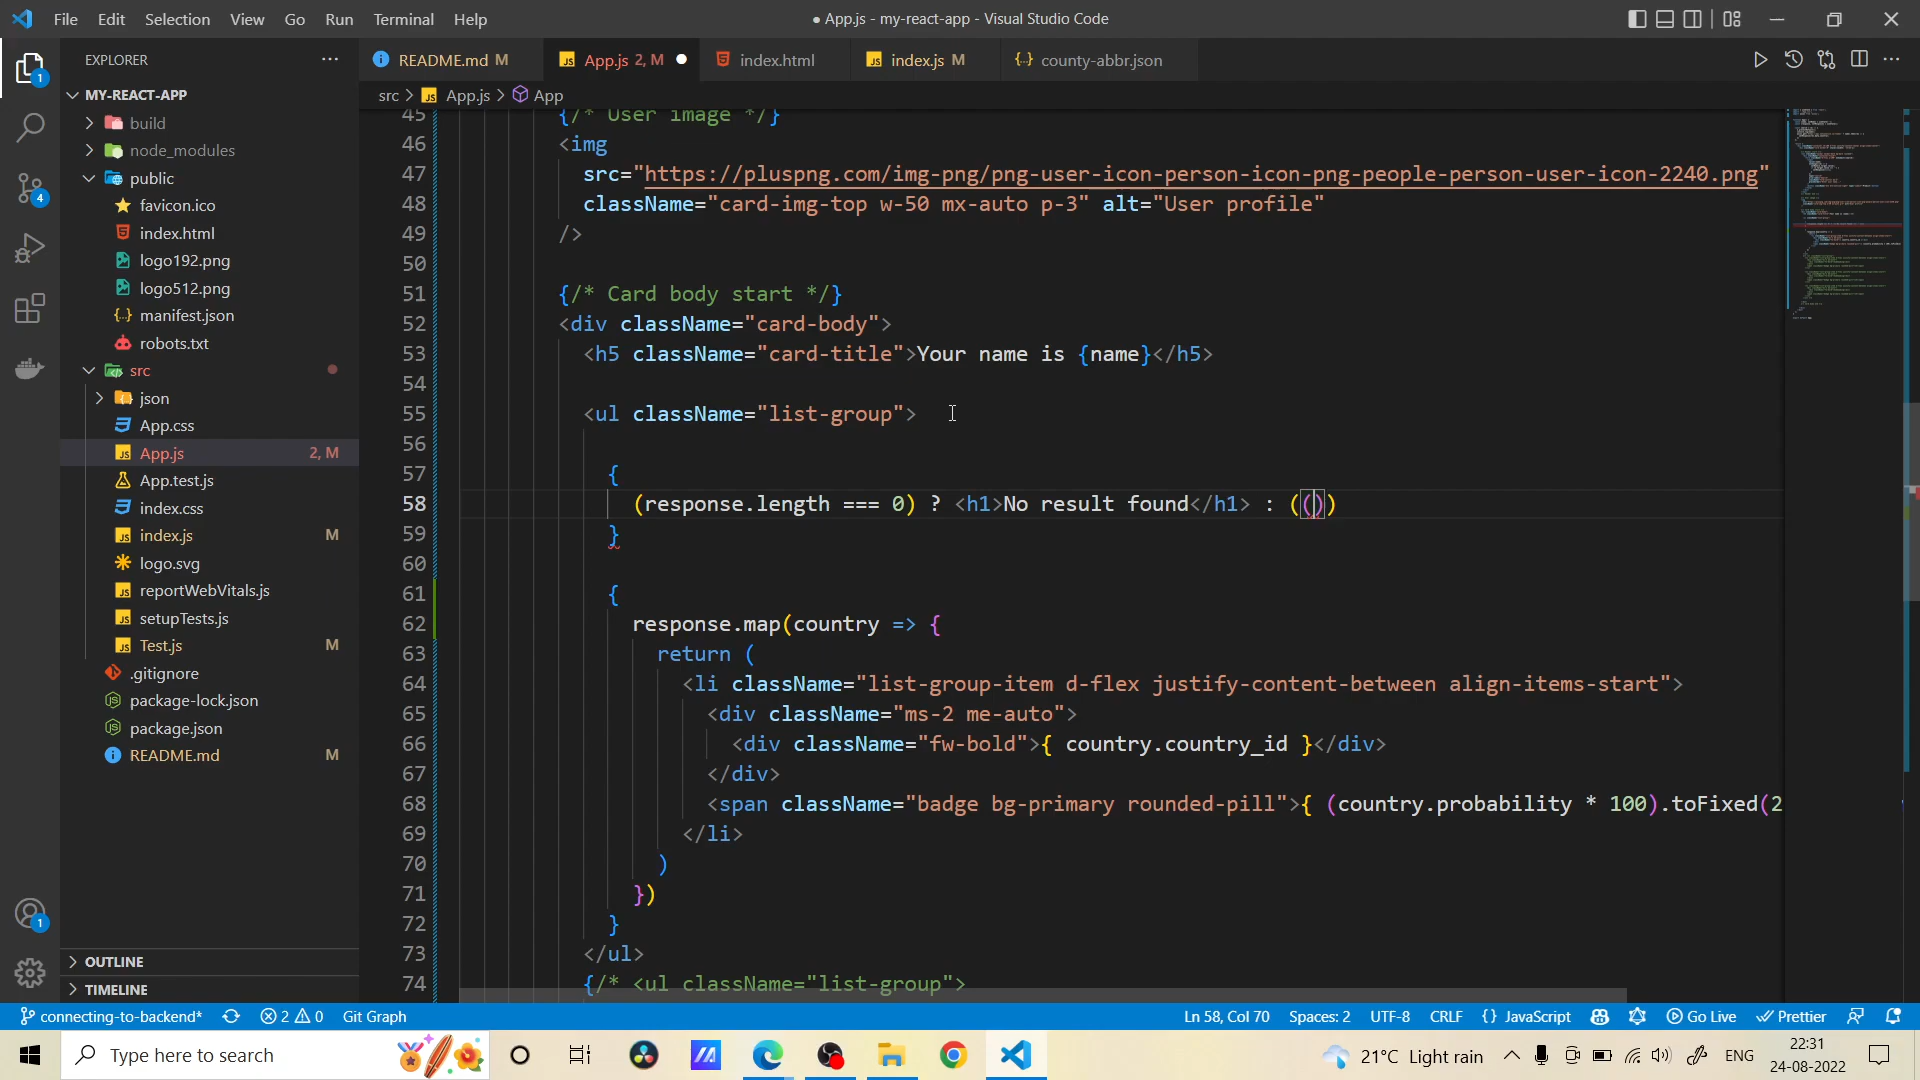 File Edit Selection View Go Run Terminal Help
● App.js - my-react-app - Visual Studio Code
EXPLORER
README.md M
App.js 2, M
index.html
index.js M
county-abbr.json
src > App.js > App
MY-REACT-APP
build
node_modules
public
favicon.ico
index.html
logo192.png
logo512.png
manifest.json
robots.txt
src
json
App.css
App.js 2, M
App.test.js
index.css
index.js M
logo.svg
reportWebVitals.js
setupTests.js
Test.js M
.gitignore
package-lock.json
package.json
README.md M
OUTLINE
TIMELINE
1
4
1
45 {/* User image */}
46 <img
47 src="https://pluspng.com/img-png/png-user-icon-person-icon-png-people-person-user-icon-2240.png"
48 className="card-img-top w-50 mx-auto p-3" alt="User profile"
49 />
50
51 {/* Card body start */}
52 <div className="card-body">
53 <h5 className="card-title">Your name is {name}</h5>
54
55 <ul className="list-group">
56
57 {
58 (response.length === 0) ? <h1>No result found</h1> : (())
59 }
60
61 {
62 response.map(country => {
63 return (
64 <li className="list-group-item d-flex justify-content-between align-items-start">
65 <div className="ms-2 me-auto">
66 <div className="fw-bold">{ country.country_id }</div>
67 </div>
68 <span className="badge bg-primary rounded-pill">{ (country.probability * 100).toFixed(2
69 </li>
70 )
71 })
72 }
73 </ul>
74 {/* <ul className="list-group">
connecting-to-backend* 2 0 Git Graph
Ln 58, Col 70 Spaces: 2 UTF-8 CRLF {} JavaScript Go Live Prettier
Type here to search
21°C Light rain
ENG
22:31
24-08-2022